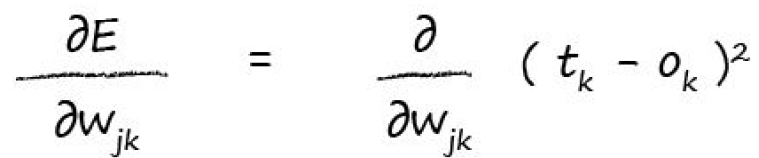 ∂E/∂w_jk = ∂/∂w_jk ( t_k - o_k )²